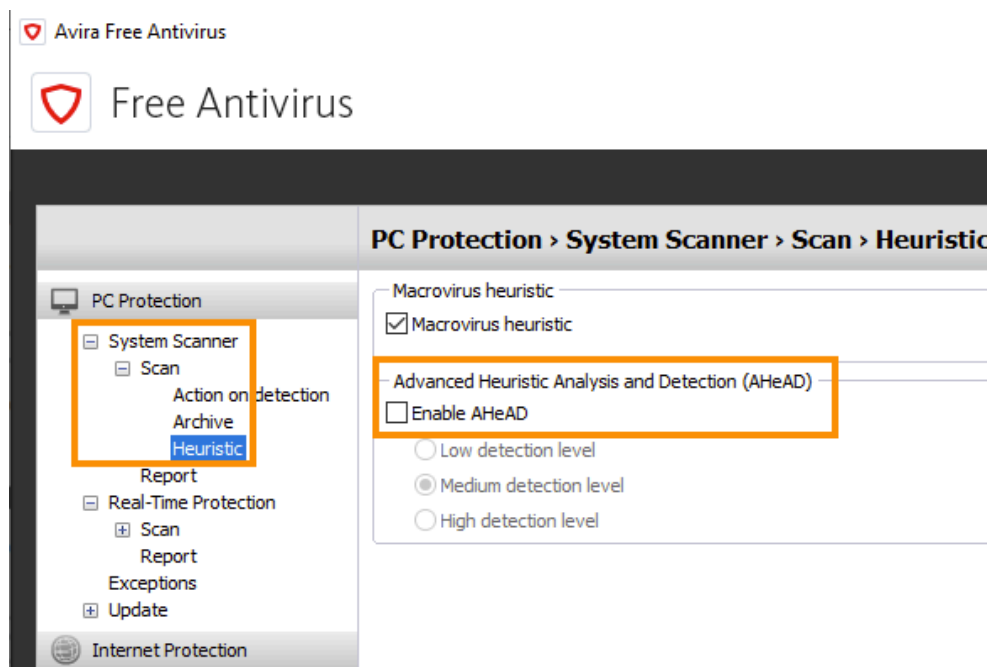 Avira Free Antivirus
Free Antivirus
PC Protection › System Scanner › Scan › Heuristic
PC Protection
System Scanner
Scan
Action on detection
Archive
Heuristic
Report
Real-Time Protection
Scan
Report
Exceptions
Update
Internet Protection
Macrovirus heuristic
Macrovirus heuristic
Advanced Heuristic Analysis and Detection (AHeAD)
Enable AHeAD
Low detection level
Medium detection level
High detection level